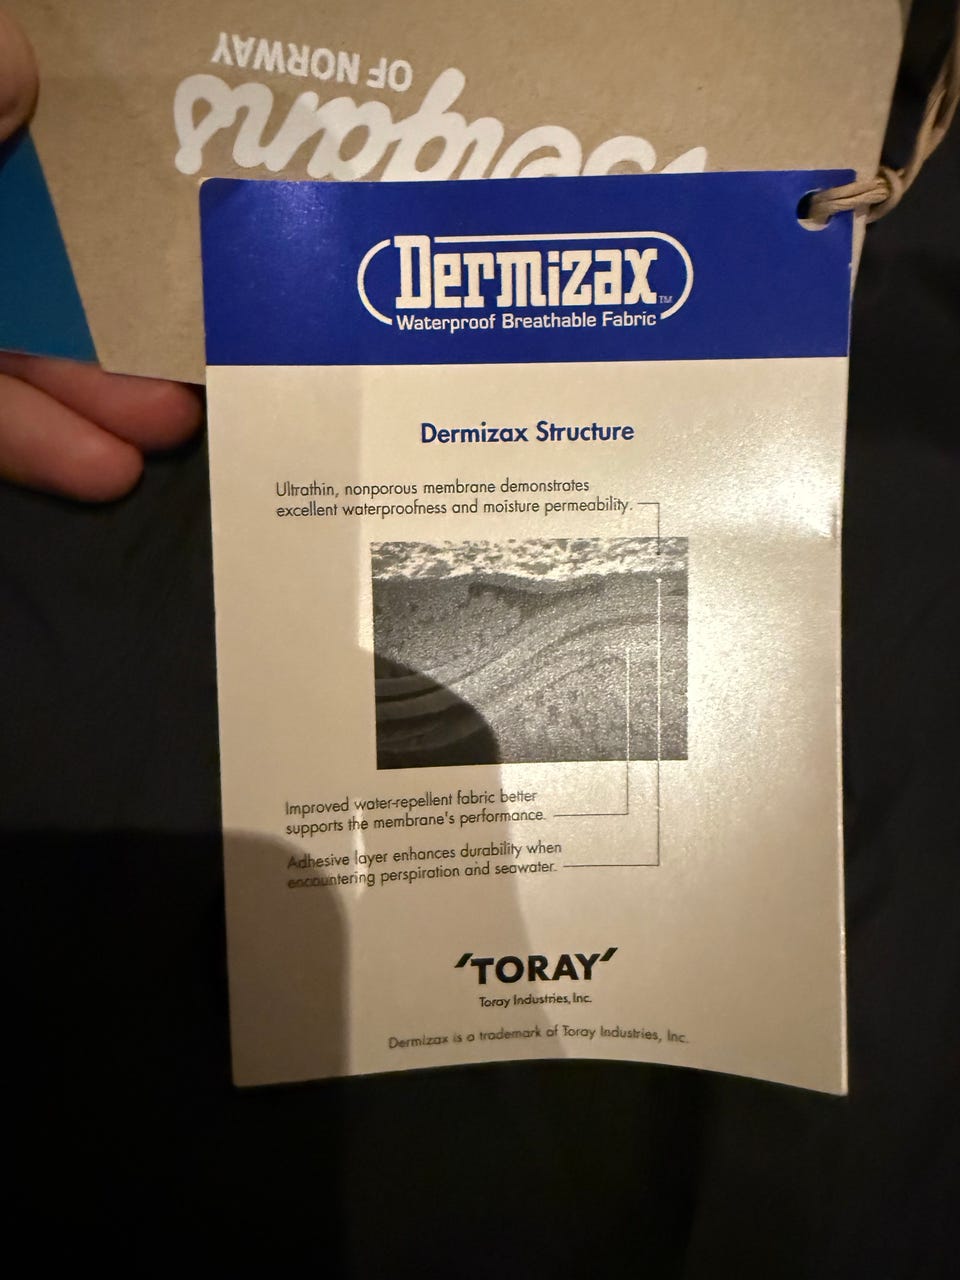 OF NORWAY
Dermizax™
Waterproof Breathable Fabric
Dermizax Structure
Ultrathin, nonporous membrane demonstrates
excellent waterproofness and moisture permeability.
Improved water-repellent fabric better
supports the membrane's performance.
Adhesive layer enhances durability when
encountering perspiration and seawater.
'TORAY'
Toray Industries, Inc.
Dermizax is a trademark of Toray Industries, Inc.